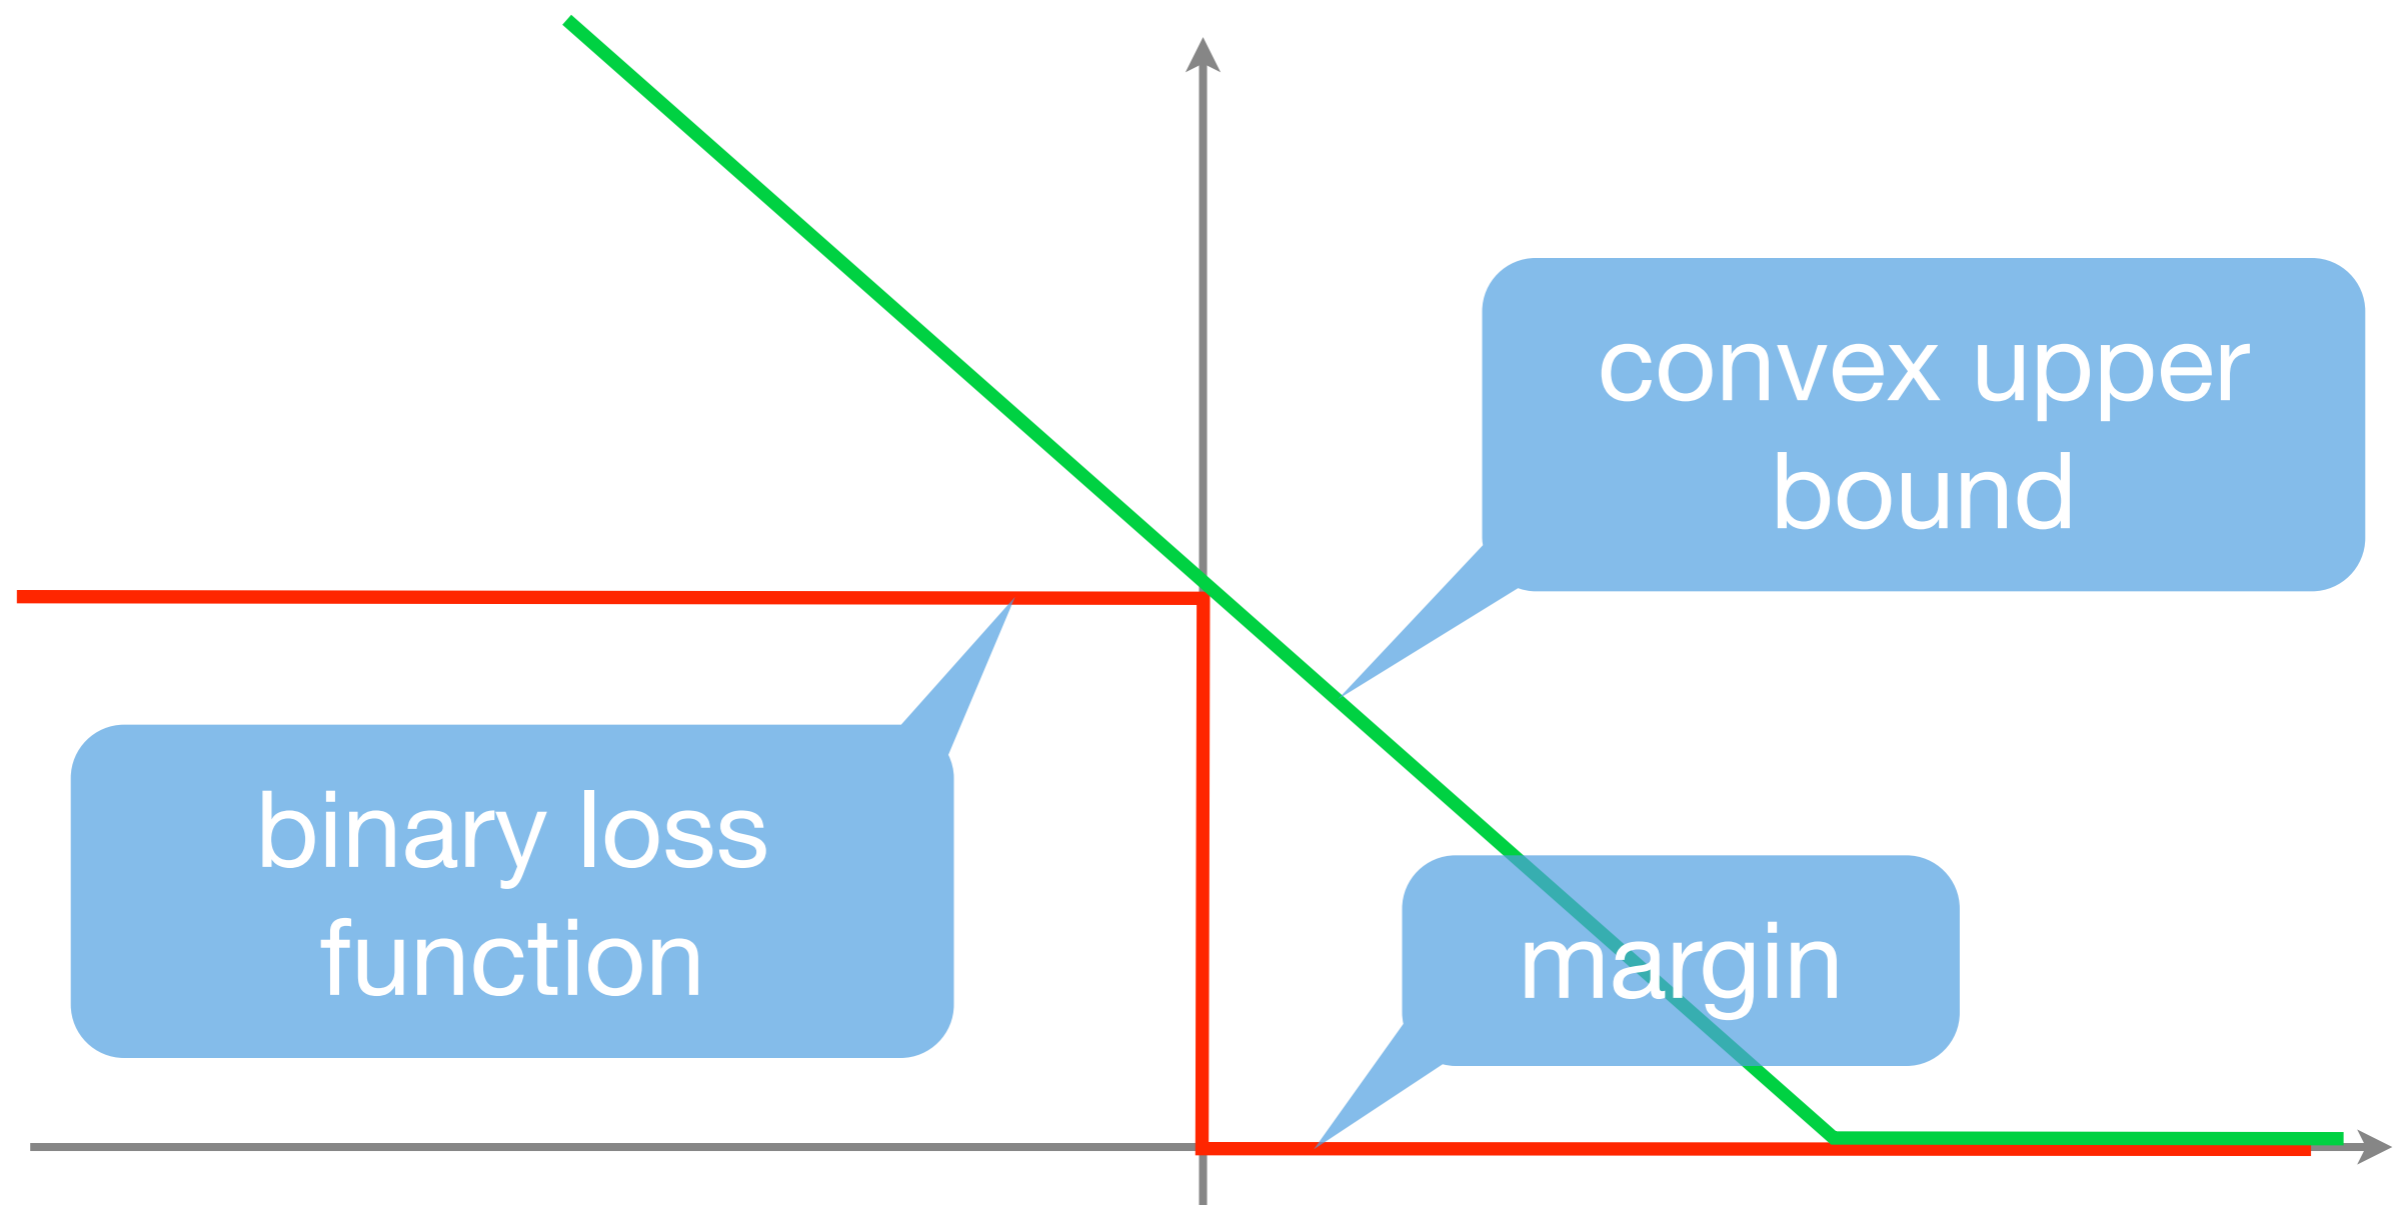 convex upper
bound
binary loss
function
margin